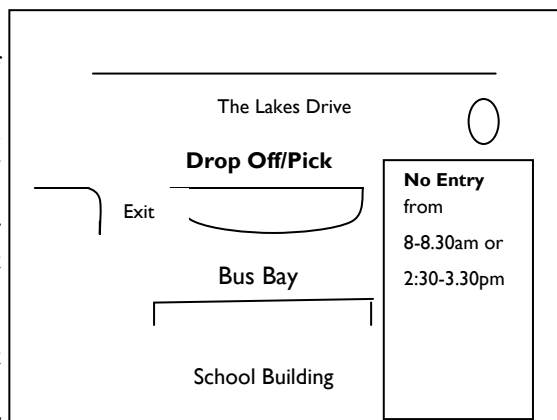 The Lakes Drive
Drop Off/Pick
No Entry
from
8-8.30am or
2:30-3.30pm
Exit
Bus Bay
School Building